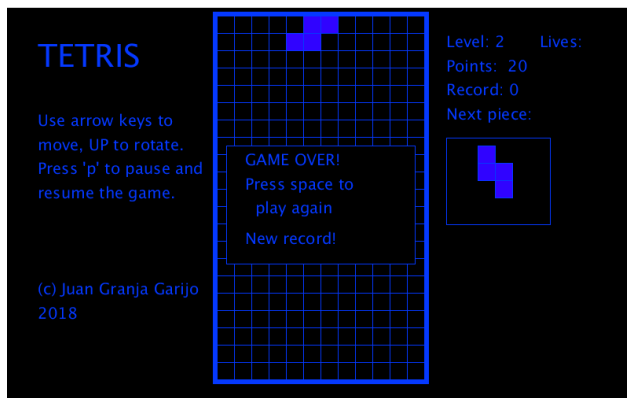 TETRIS
Use arrow keys to
move, UP to rotate.
Press 'p' to pause and
resume the game.
(c) Juan Granja Garijo
2018
GAME OVER!
Press space to
play again
New record!
Level: 2 Lives:
Points: 20
Record: 0
Next piece: